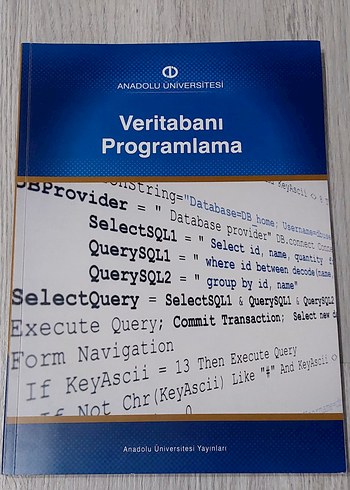 ANADOLU ÜNİVERSİTESİ
Veritabanı
Programlama
ConnString="Database=DB_home; Username=
DBProvider = " Database provider" DB.connect
SelectSQL1 = " Select id, name, quantity
QuerySQL1 = " where id between decode(name
QuerySQL2 = " group by id, name"
SelectQuery = SelectSQL1 & QuerySQL1 & QuerySQL2
Execute Query; Commit Transaction; Select new
Form Navigation
If KeyAscii = 13 Then Execute Query
If Not Chr(KeyAscii) Like "#" And KeyAscii
Anadolu Üniversitesi Yayınları